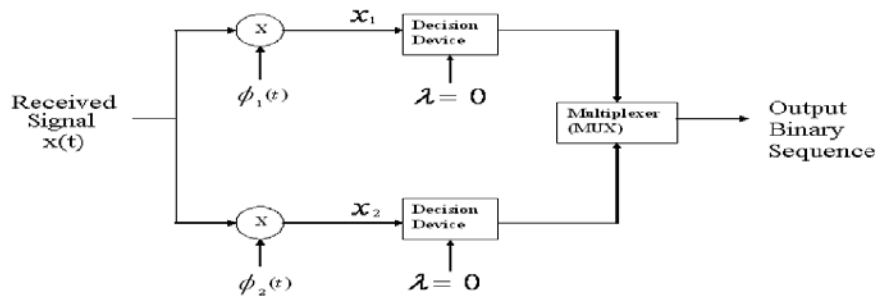 Received
Signal
x(t)
X
ϕ₁(t)
x₁
Decision
Device
λ = 0
X
ϕ₂(t)
x₂
Decision
Device
λ = 0
Multiplexer
(MUX)
Output
Binary
Sequence